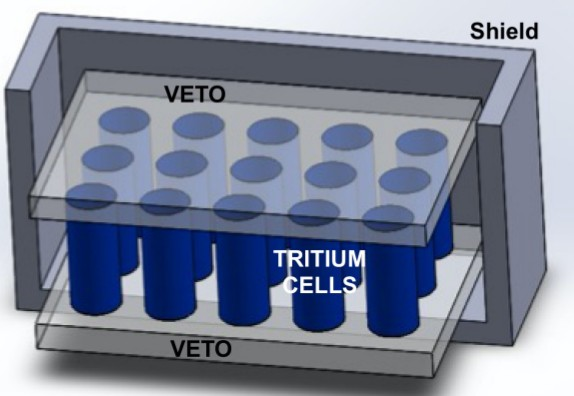 Shield
VETO
TRITIUM
CELLS
VETO